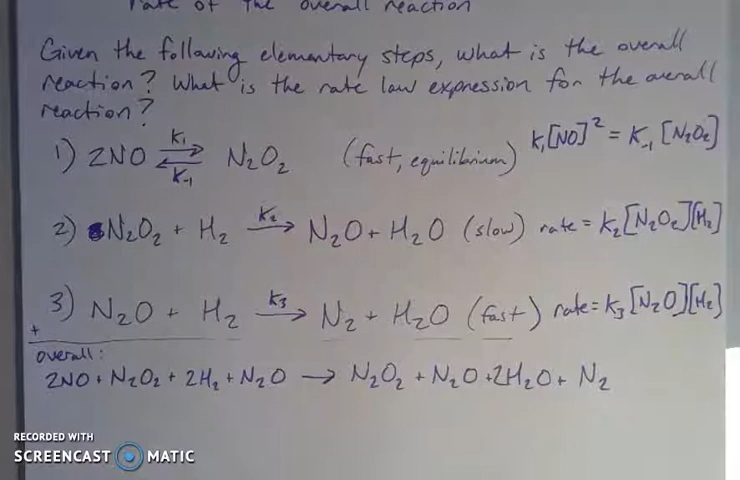 rate of the overall reaction
Given the following elementary steps, what is the overall
reaction? What is the rate law expression for the overall
reaction?
1) 2NO ⇌ N₂O₂ (fast, equilibrium) k₁[NO]² = k₋₁[N₂O₂]
k₁
k₋₁
2) N₂O₂ + H₂ → N₂O + H₂O (slow) rate = k₂[N₂O₂][H₂]
k₂
3) N₂O + H₂ → N₂ + H₂O (fast) rate = k₃[N₂O][H₂]
k₃
+
overall:
2NO + N₂O₂ + 2H₂ + N₂O → N₂O₂ + N₂O + 2H₂O + N₂
RECORDED WITH
SCREENCAST MATIC